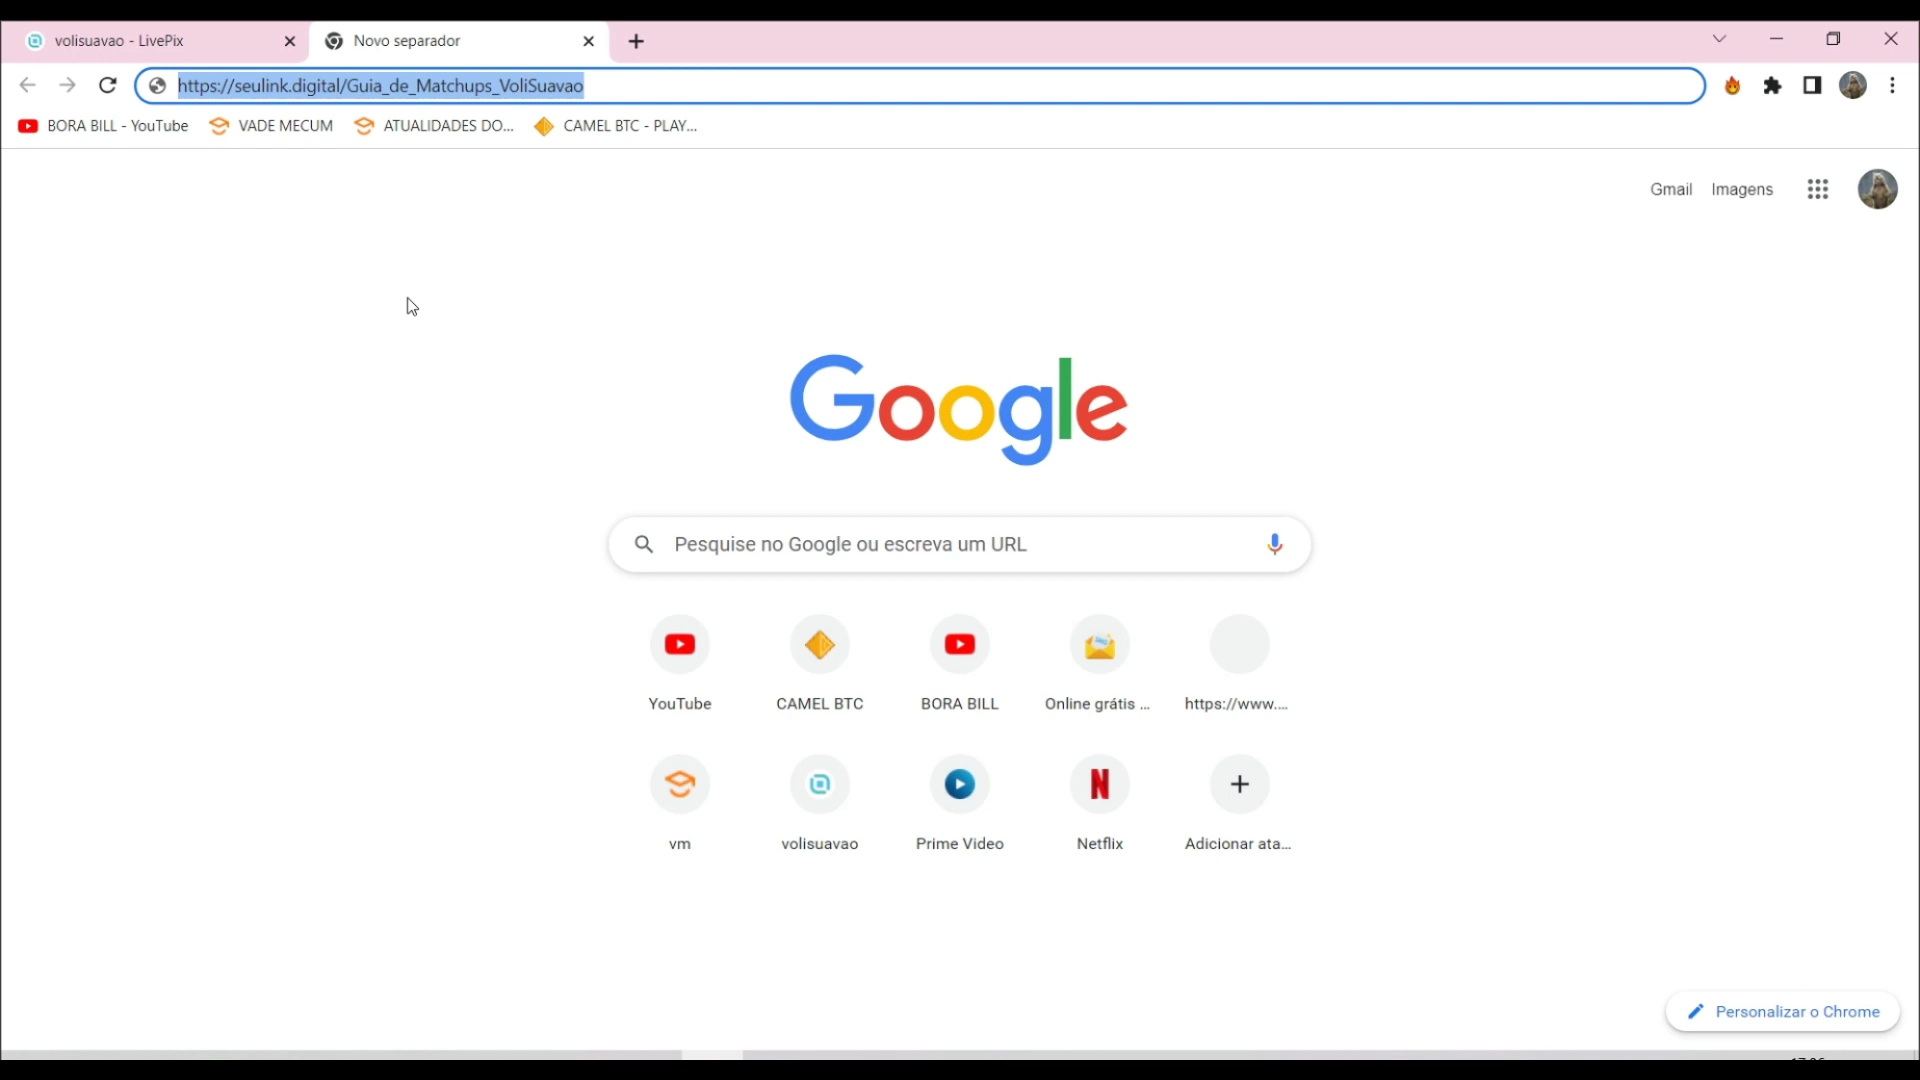 volisuavao - LivePix
Novo separador
https://seulink.digital/Guia_de_Matchups_VoliSuavao
BORA BILL - YouTube
VADE MECUM
ATUALIDADES DO...
CAMEL BTC - PLAY...
Gmail
Imagens
Google
Pesquise no Google ou escreva um URL
YouTube
CAMEL BTC
BORA BILL
Online grátis ...
https://www....
vm
volisuavao
Prime Video
Netflix
Adicionar ata...
Personalizar o Chrome